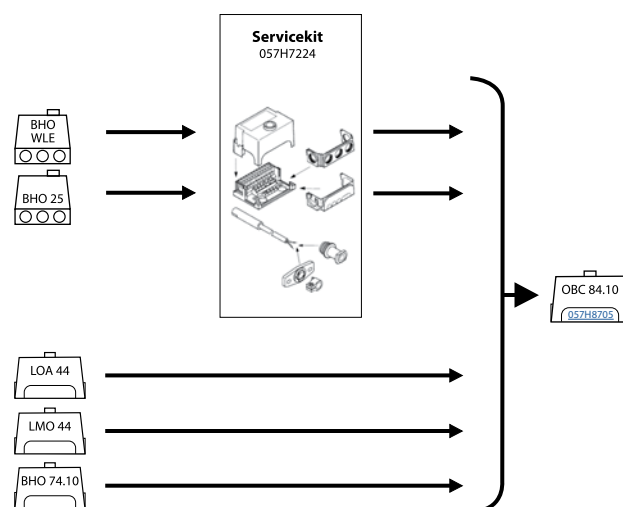 Servicekit
057H7224
BHO
WLE
BHO 25
OBC 84.10
057H8705
LOA 44
LMO 44
BHO 74.10